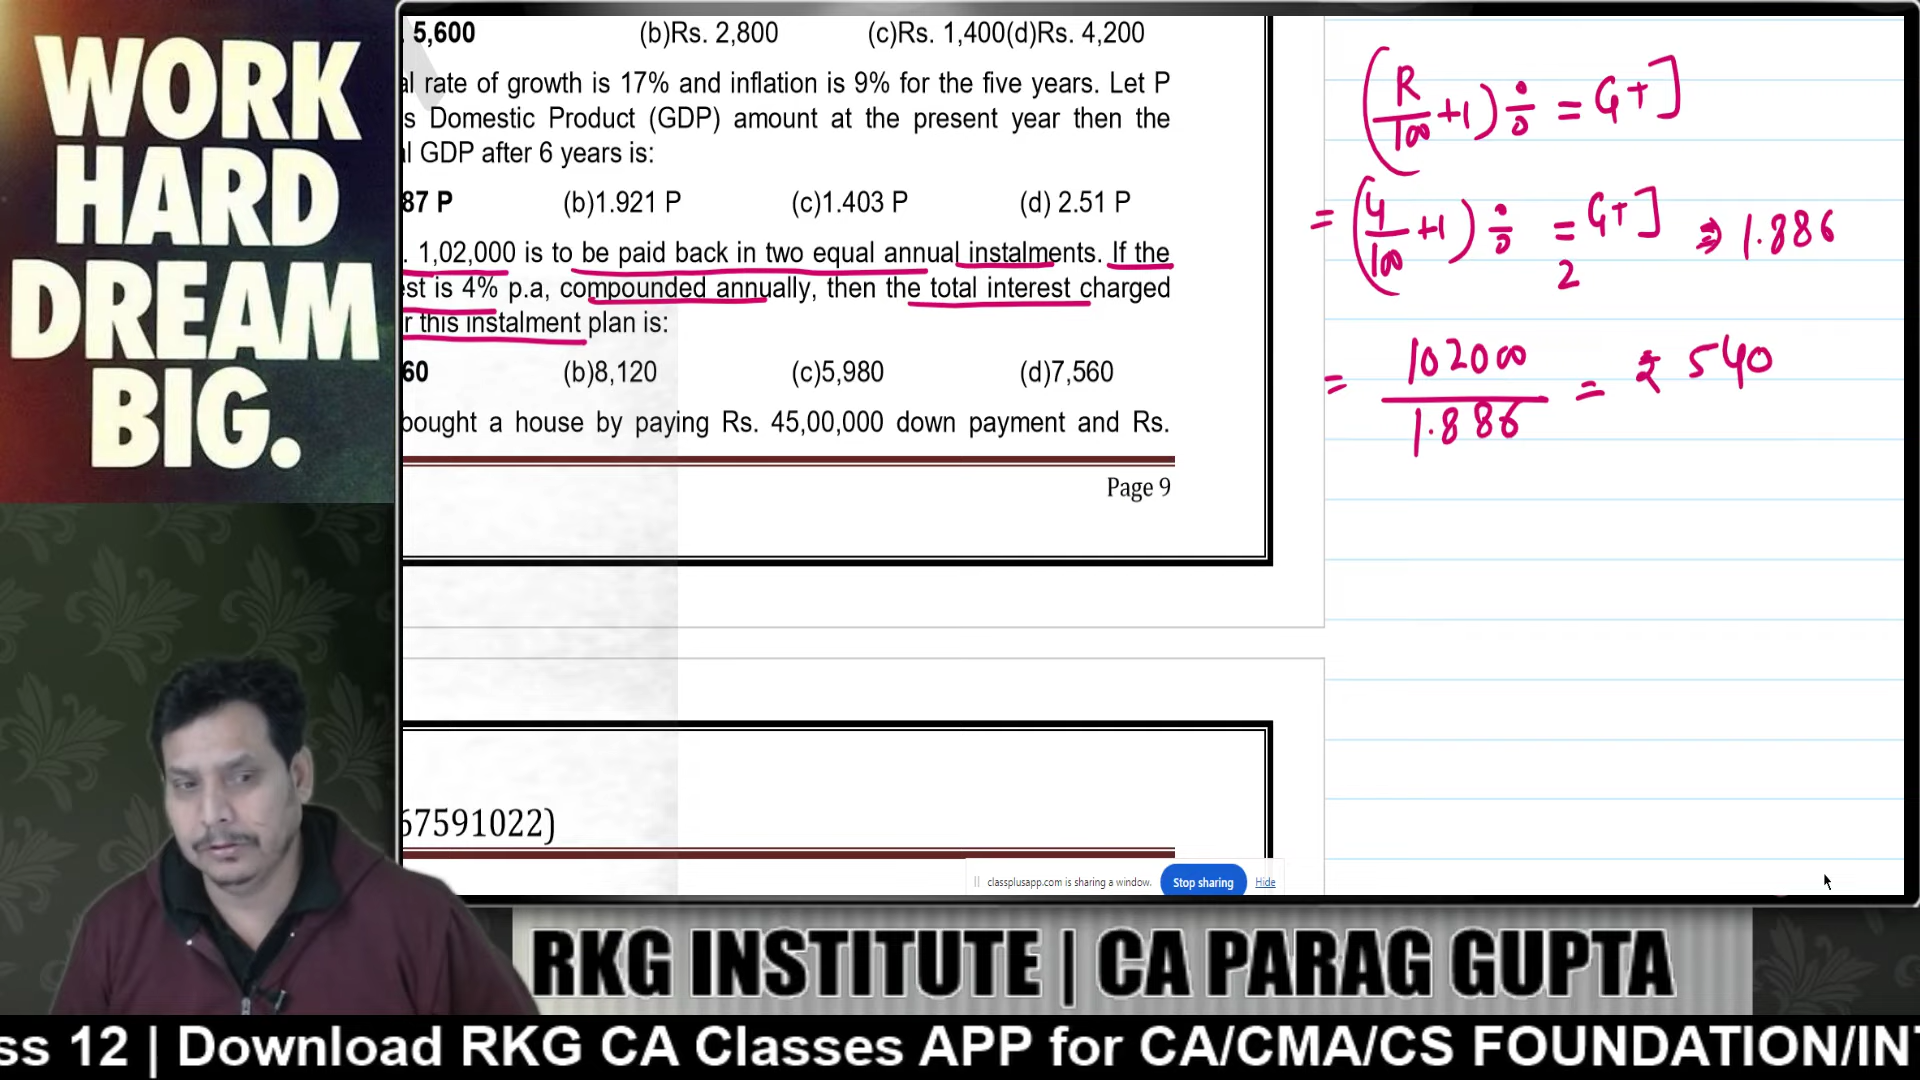 WORK
HARD
DREAM
BIG.
5,600 (b)Rs. 2,800 (c)Rs. 1,400(d)Rs. 4,200
al rate of growth is 17% and inflation is 9% for the five years. Let P
s Domestic Product (GDP) amount at the present year then the
l GDP after 6 years is:
87 P (b)1.921 P (c)1.403 P (d) 2.51 P
. 1,02,000 is to be paid back in two equal annual instalments. If the
est is 4% p.a, compounded annually, then the total interest charged
r this instalment plan is:
60 (b)8,120 (c)5,980 (d)7,560
bought a house by paying Rs. 45,00,000 down payment and Rs.
Page 9
67591022)
(R/100 +1) ÷ = GT]
= (4/100 +1) ÷ = GT] ⇒ 1.886
2
= 102000/1.886 = ₹ 540
classplusapp.com is sharing a window. Stop sharing Hide
RKG INSTITUTE | CA PARAG GUPTA
ss 12 | Download RKG CA Classes APP for CA/CMA/CS FOUNDATION/IN